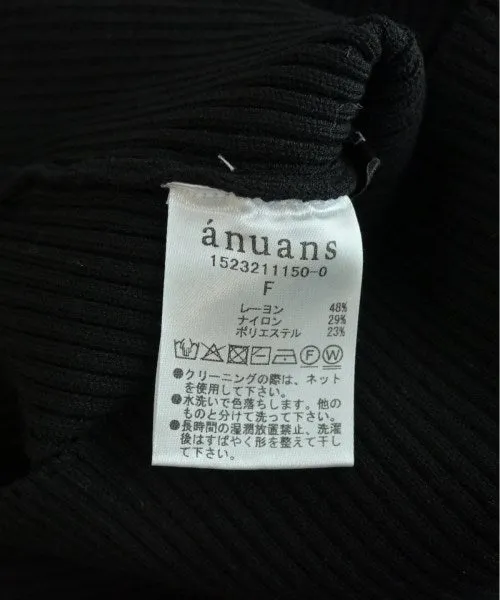 ánuans
1523211150-0
F
レーヨン 48%
ナイロン 29%
ポリエステル 23%
F W
●クリーニングの際は、ネット
を使用して下さい。
●水洗いで色落ちします。他の
ものと分けて洗って下さい。
●長時間の湿潤放置禁止、洗濯
後はすばやく形を整えて干し
て下さい。